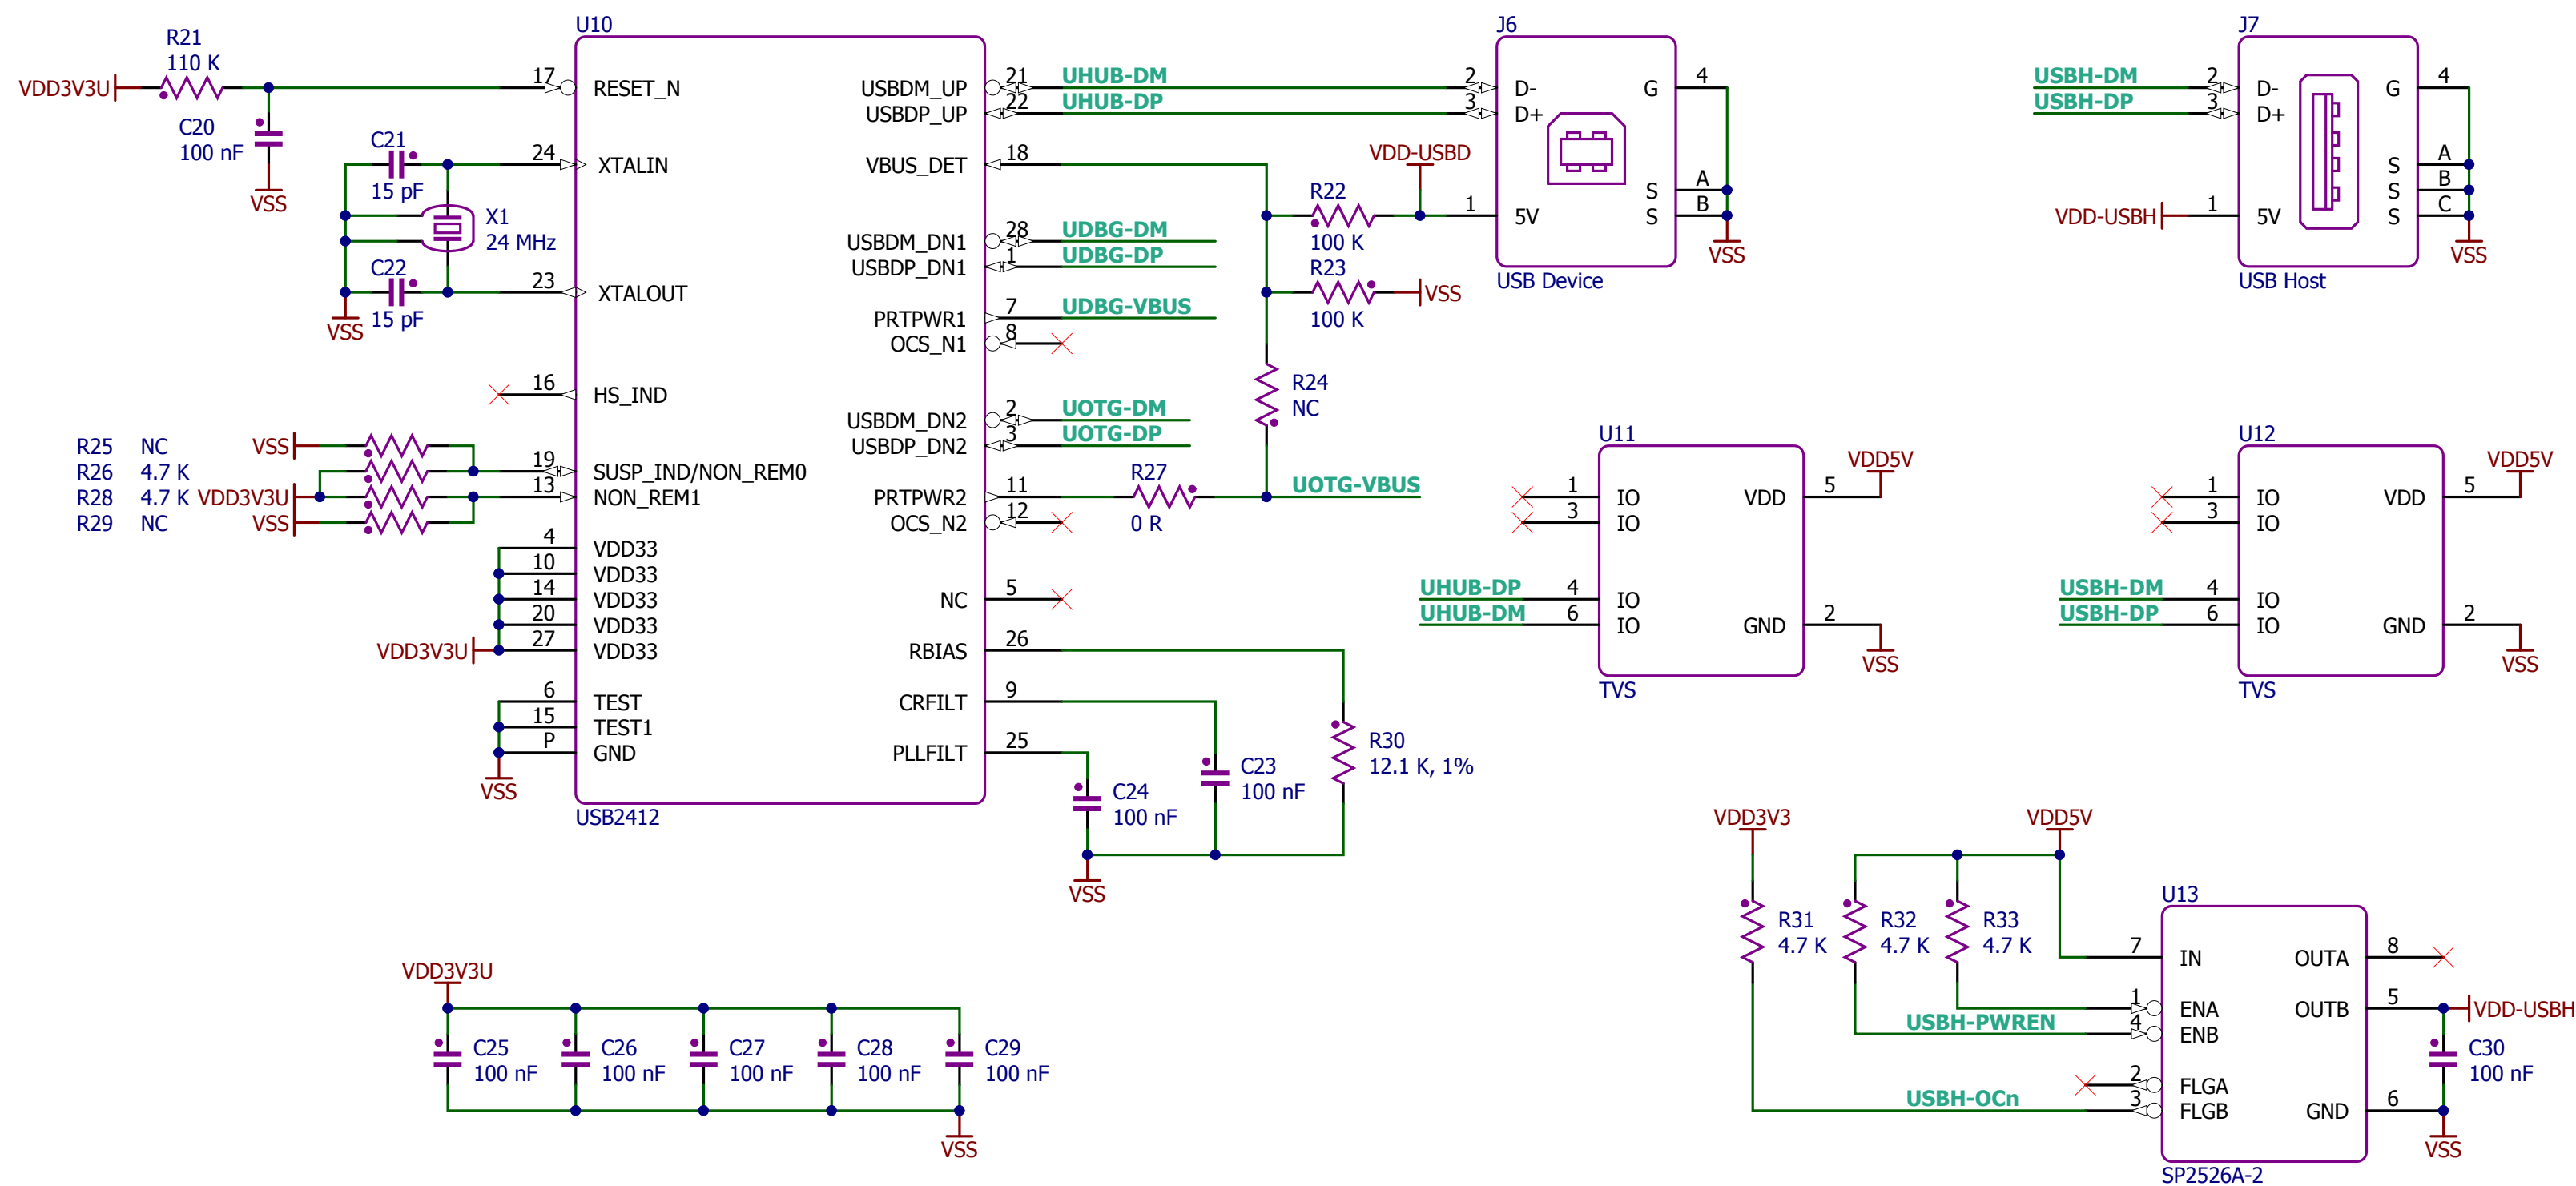 U10
J6
J7
R21
110 K
VDD3V3U
17
RESET_N
C20
100 nF
VSS
C21
15 pF
24
XTALIN
X1
24 MHz
C22
15 pF
VSS
23
XTALOUT
16
HS_IND
R25 NC VSS
R26 4.7 K
R28 4.7 K VDD3V3U
R29 NC VSS
19
SUSP_IND/NON_REM0
13
NON_REM1
4
VDD33
10
VDD33
14
VDD33
20
VDD33
VDD3V3U
27
VDD33
6
TEST
15
TEST1
P
GND
VSS
USB2412
USBDM_UP
21
UHUB-DM
USBDP_UP
22
UHUB-DP
VBUS_DET
18
USBDM_DN1
28
UDBG-DM
USBDP_DN1
1
UDBG-DP
PRTPWR1
7
UDBG-VBUS
OCS_N1
8
USBDM_DN2
2
UOTG-DM
USBDP_DN2
3
UOTG-DP
PRTPWR2
11
R27
0 R
UOTG-VBUS
OCS_N2
12
NC
5
RBIAS
26
CRFILT
9
PLLFILT
25
C24
100 nF
C23
100 nF
R30
12.1 K, 1%
VSS
VDD-USBD
R22
100 K
R23
100 K
VSS
R24
NC
2
D-
3
D+
1
5V
G
4
S
A
S
B
VSS
USB Device
USBH-DM
2
D-
USBH-DP
3
D+
VDD-USBH
1
5V
G
4
S
A
S
B
S
C
VSS
USB Host
U11
1
IO
3
IO
UHUB-DP
4
IO
UHUB-DM
6
IO
VDD
5
VDD5V
GND
2
VSS
TVS
U12
1
IO
3
IO
USBH-DM
4
IO
USBH-DP
6
IO
VDD
5
VDD5V
GND
2
VSS
TVS
VDD3V3U
C25
100 nF
C26
100 nF
C27
100 nF
C28
100 nF
C29
100 nF
VSS
VDD3V3
VDD5V
R31
4.7 K
R32
4.7 K
R33
4.7 K
U13
7
IN
1
ENA
USBH-PWREN
4
ENB
2
FLGA
USBH-OCn
3
FLGB
OUTA
8
OUTB
5
VDD-USBH
C30
100 nF
GND
6
VSS
SP2526A-2